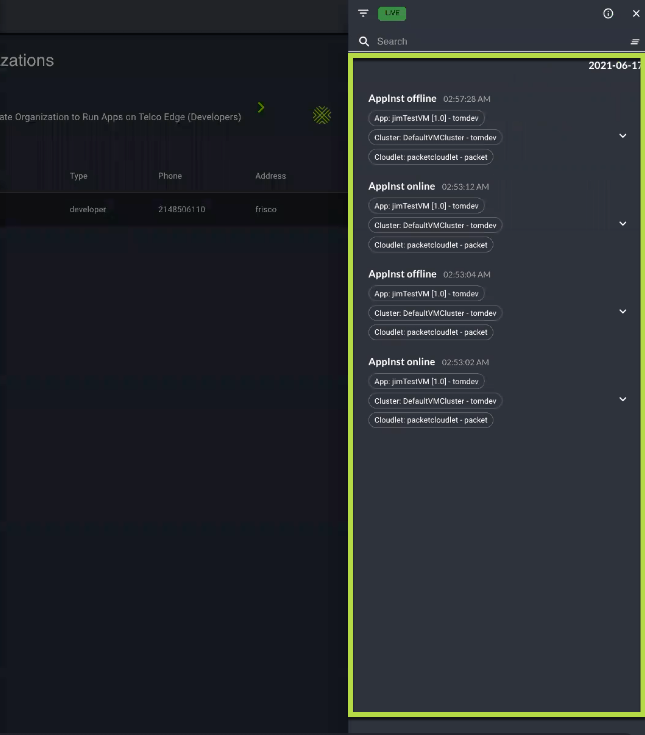 LIVE
Search
zations
ate Organization to Run Apps on Telco Edge (Developers)
Type Phone Address
developer 2148506110 frisco
2021-06-17
AppInst offline 02:57:28 AM
App: jimTestVM [1.0] - tomdev
Cluster: DefaultVMCluster - tomdev
Cloudlet: packetcloudlet - packet
AppInst online 02:53:12 AM
App: jimTestVM [1.0] - tomdev
Cluster: DefaultVMCluster - tomdev
Cloudlet: packetcloudlet - packet
AppInst offline 02:53:04 AM
App: jimTestVM [1.0] - tomdev
Cluster: DefaultVMCluster - tomdev
Cloudlet: packetcloudlet - packet
AppInst online 02:53:02 AM
App: jimTestVM [1.0] - tomdev
Cluster: DefaultVMCluster - tomdev
Cloudlet: packetcloudlet - packet